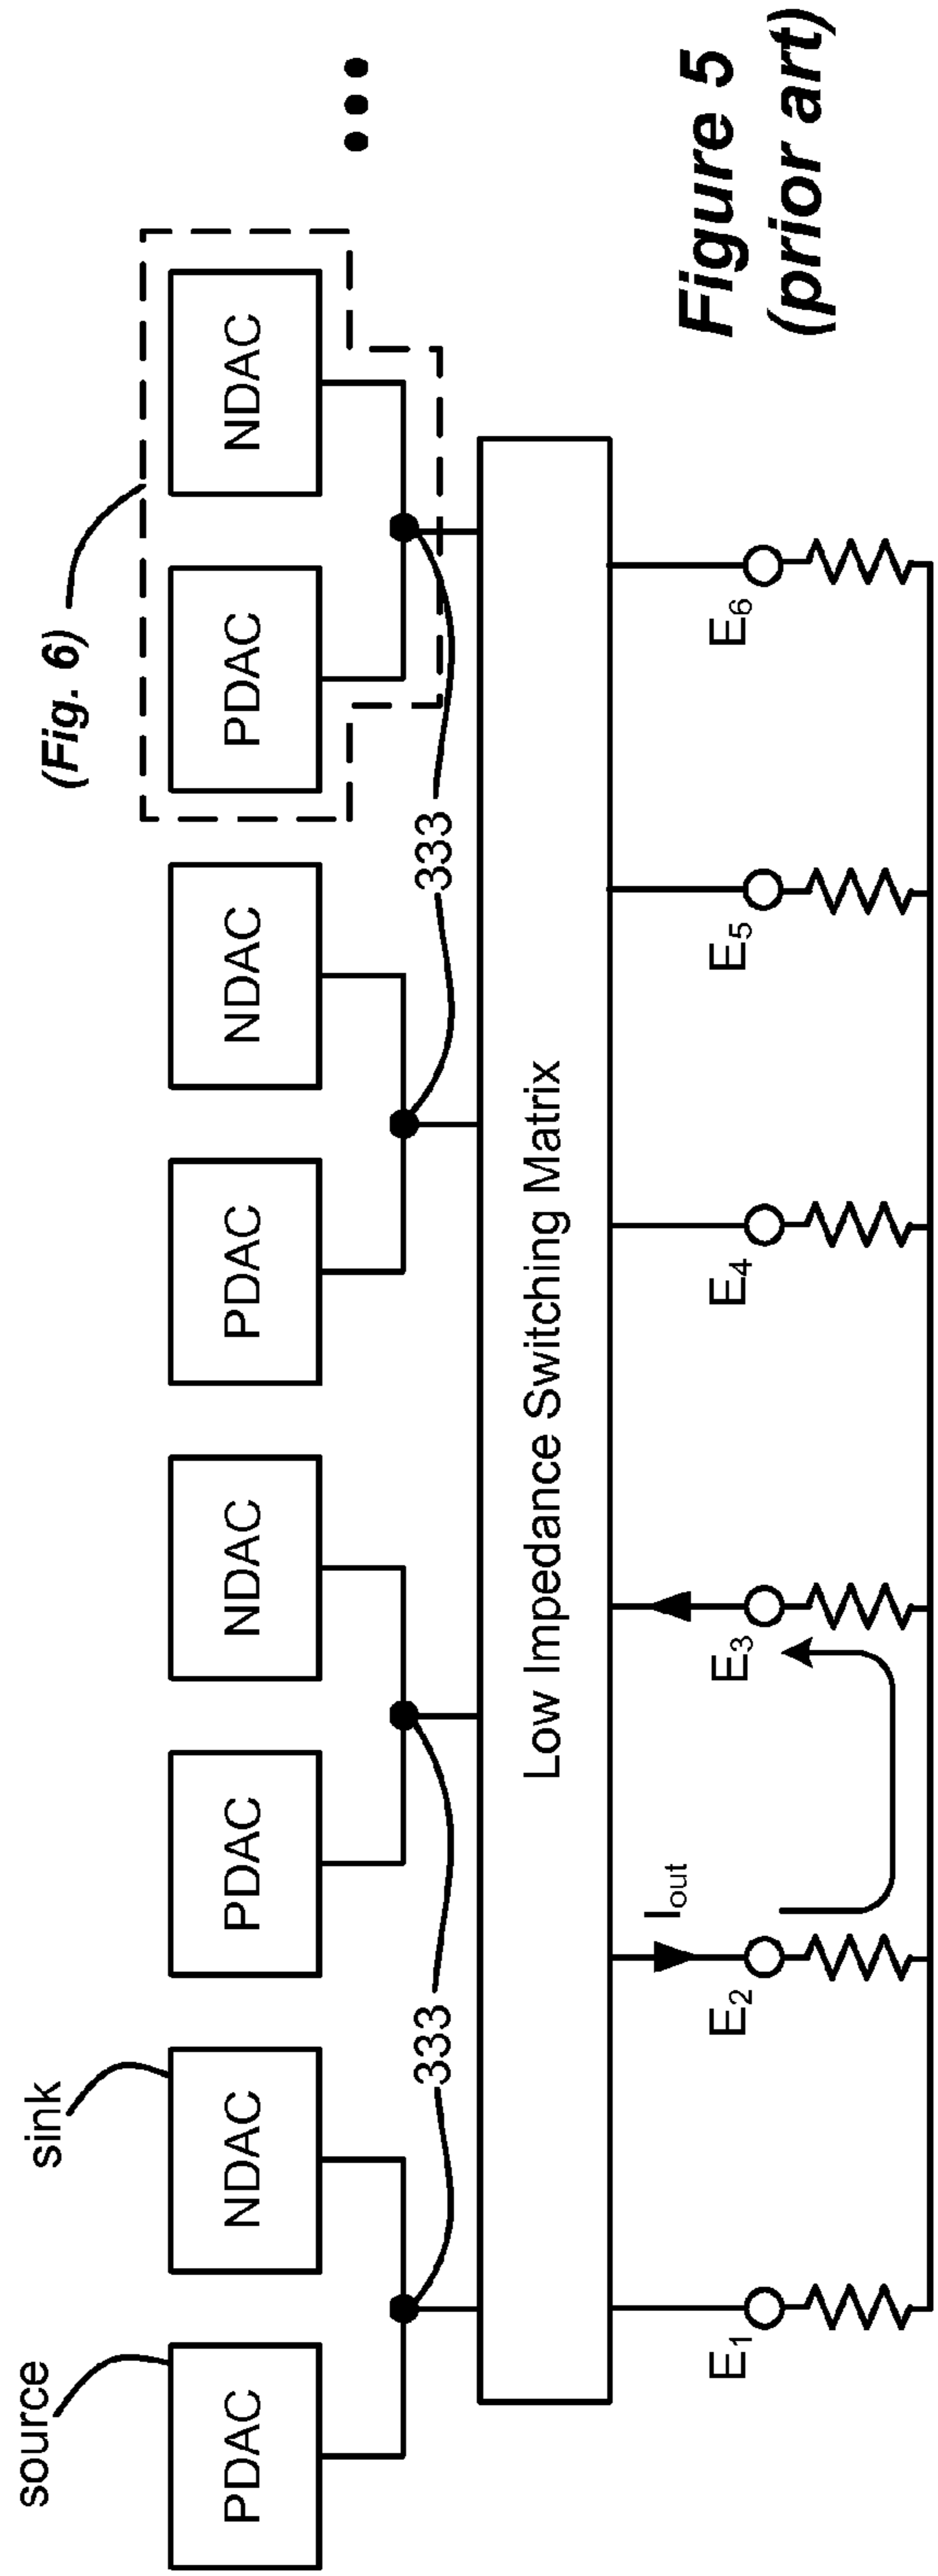 source
sink
(Fig. 6)
PDAC
NDAC
PDAC
NDAC
PDAC
NDAC
PDAC
NDAC
333
333
Low Impedance Switching Matrix
Iout
E1
E2
E3
E4
E5
E6
Figure 5
(prior art)